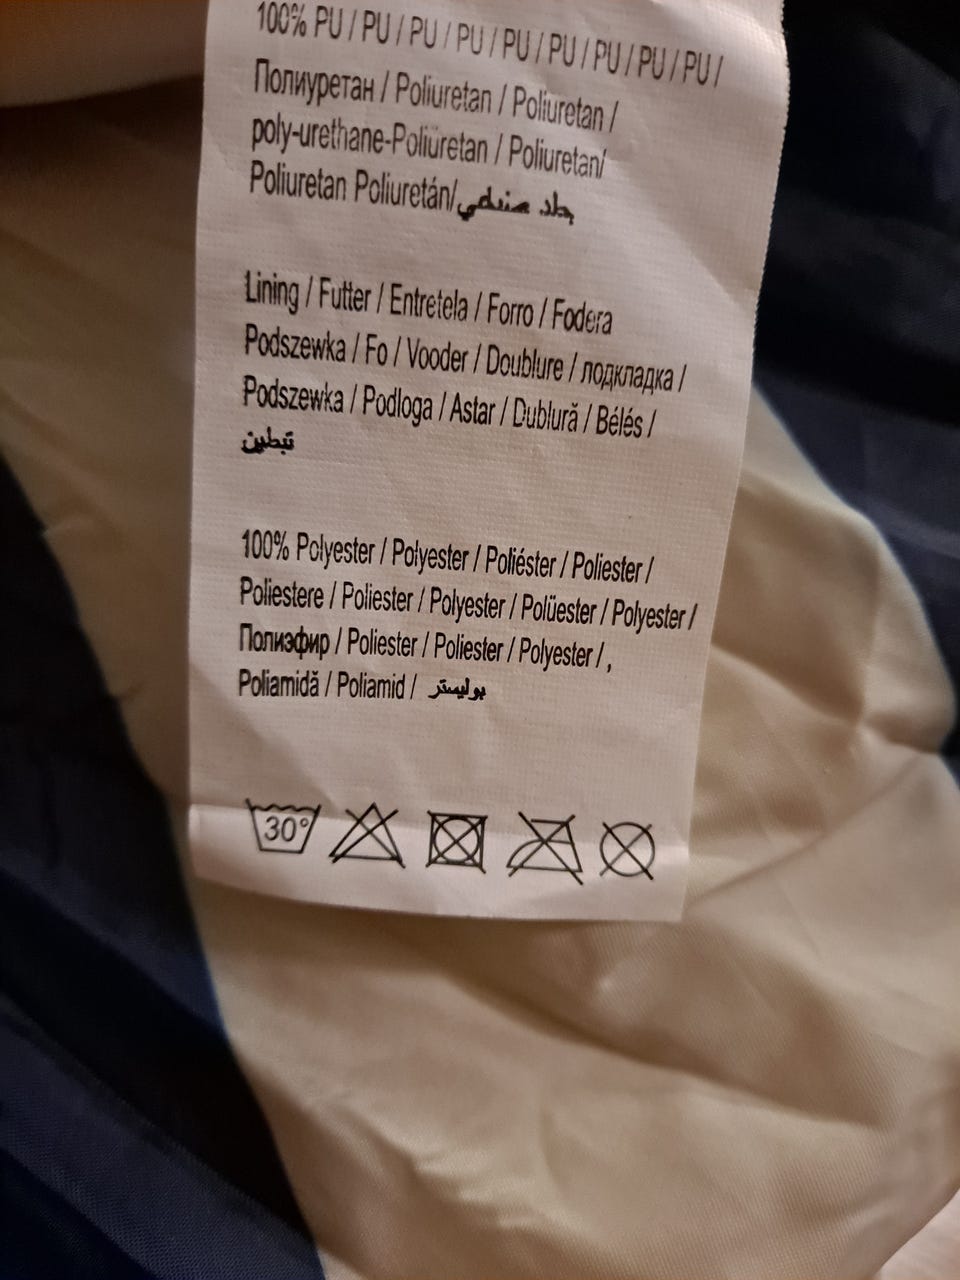 100% PU / PU / PU / PU / PU / PU / PU / PU / PU /
Полиуретан / Poliuretan / Poliuretan /
poly-urethane-Poliüretan / Poliuretan/
Poliuretan Poliuretán/جلد صنيعي
Lining / Futter / Entretela / Forro / Fodera
Podszewka / Fo / Vooder / Doublure / подкладка /
Podszewka / Podloga / Astar / Dublură / Bélés /
تبطين
100% Polyester / Polyester / Poliéster / Poliester /
Poliestere / Poliester / Polyester / Polüester / Polyester /
Полиэфир / Poliester / Poliester / Polyester / ,
Poliamidă / Poliamid / بوليستر
30°